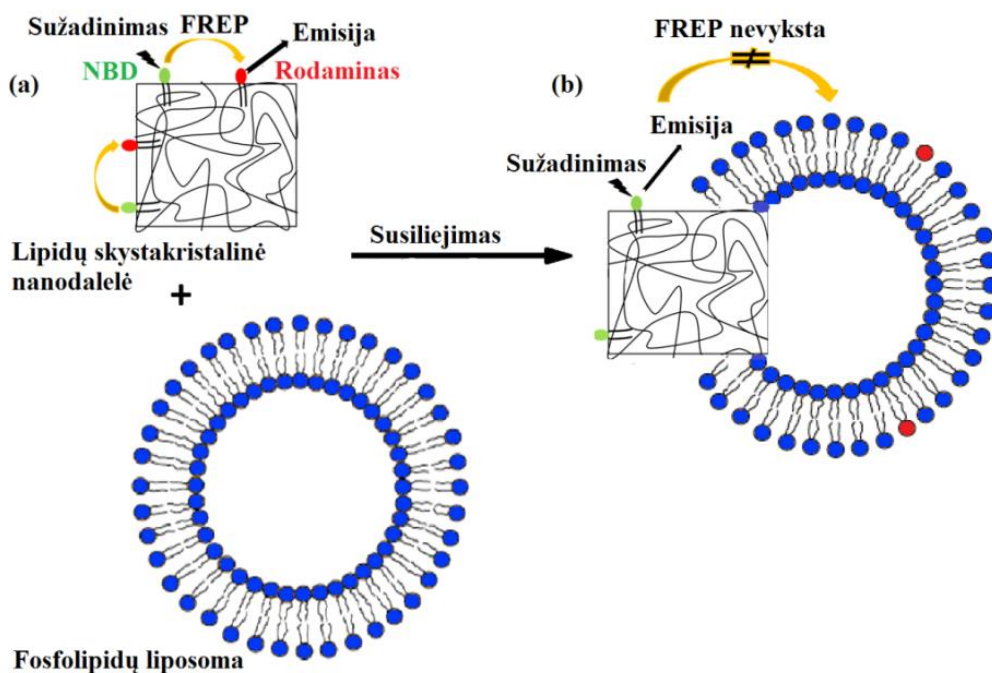 Sužadinimas FREP Emisija
NBD Rodaminas
(a)
Lipidų skystakristalinė
nanodalelė
+
Fosfolipidų liposoma
Susiliejimas
FREP nevyksta
(b)
Emisija
Sužadinimas